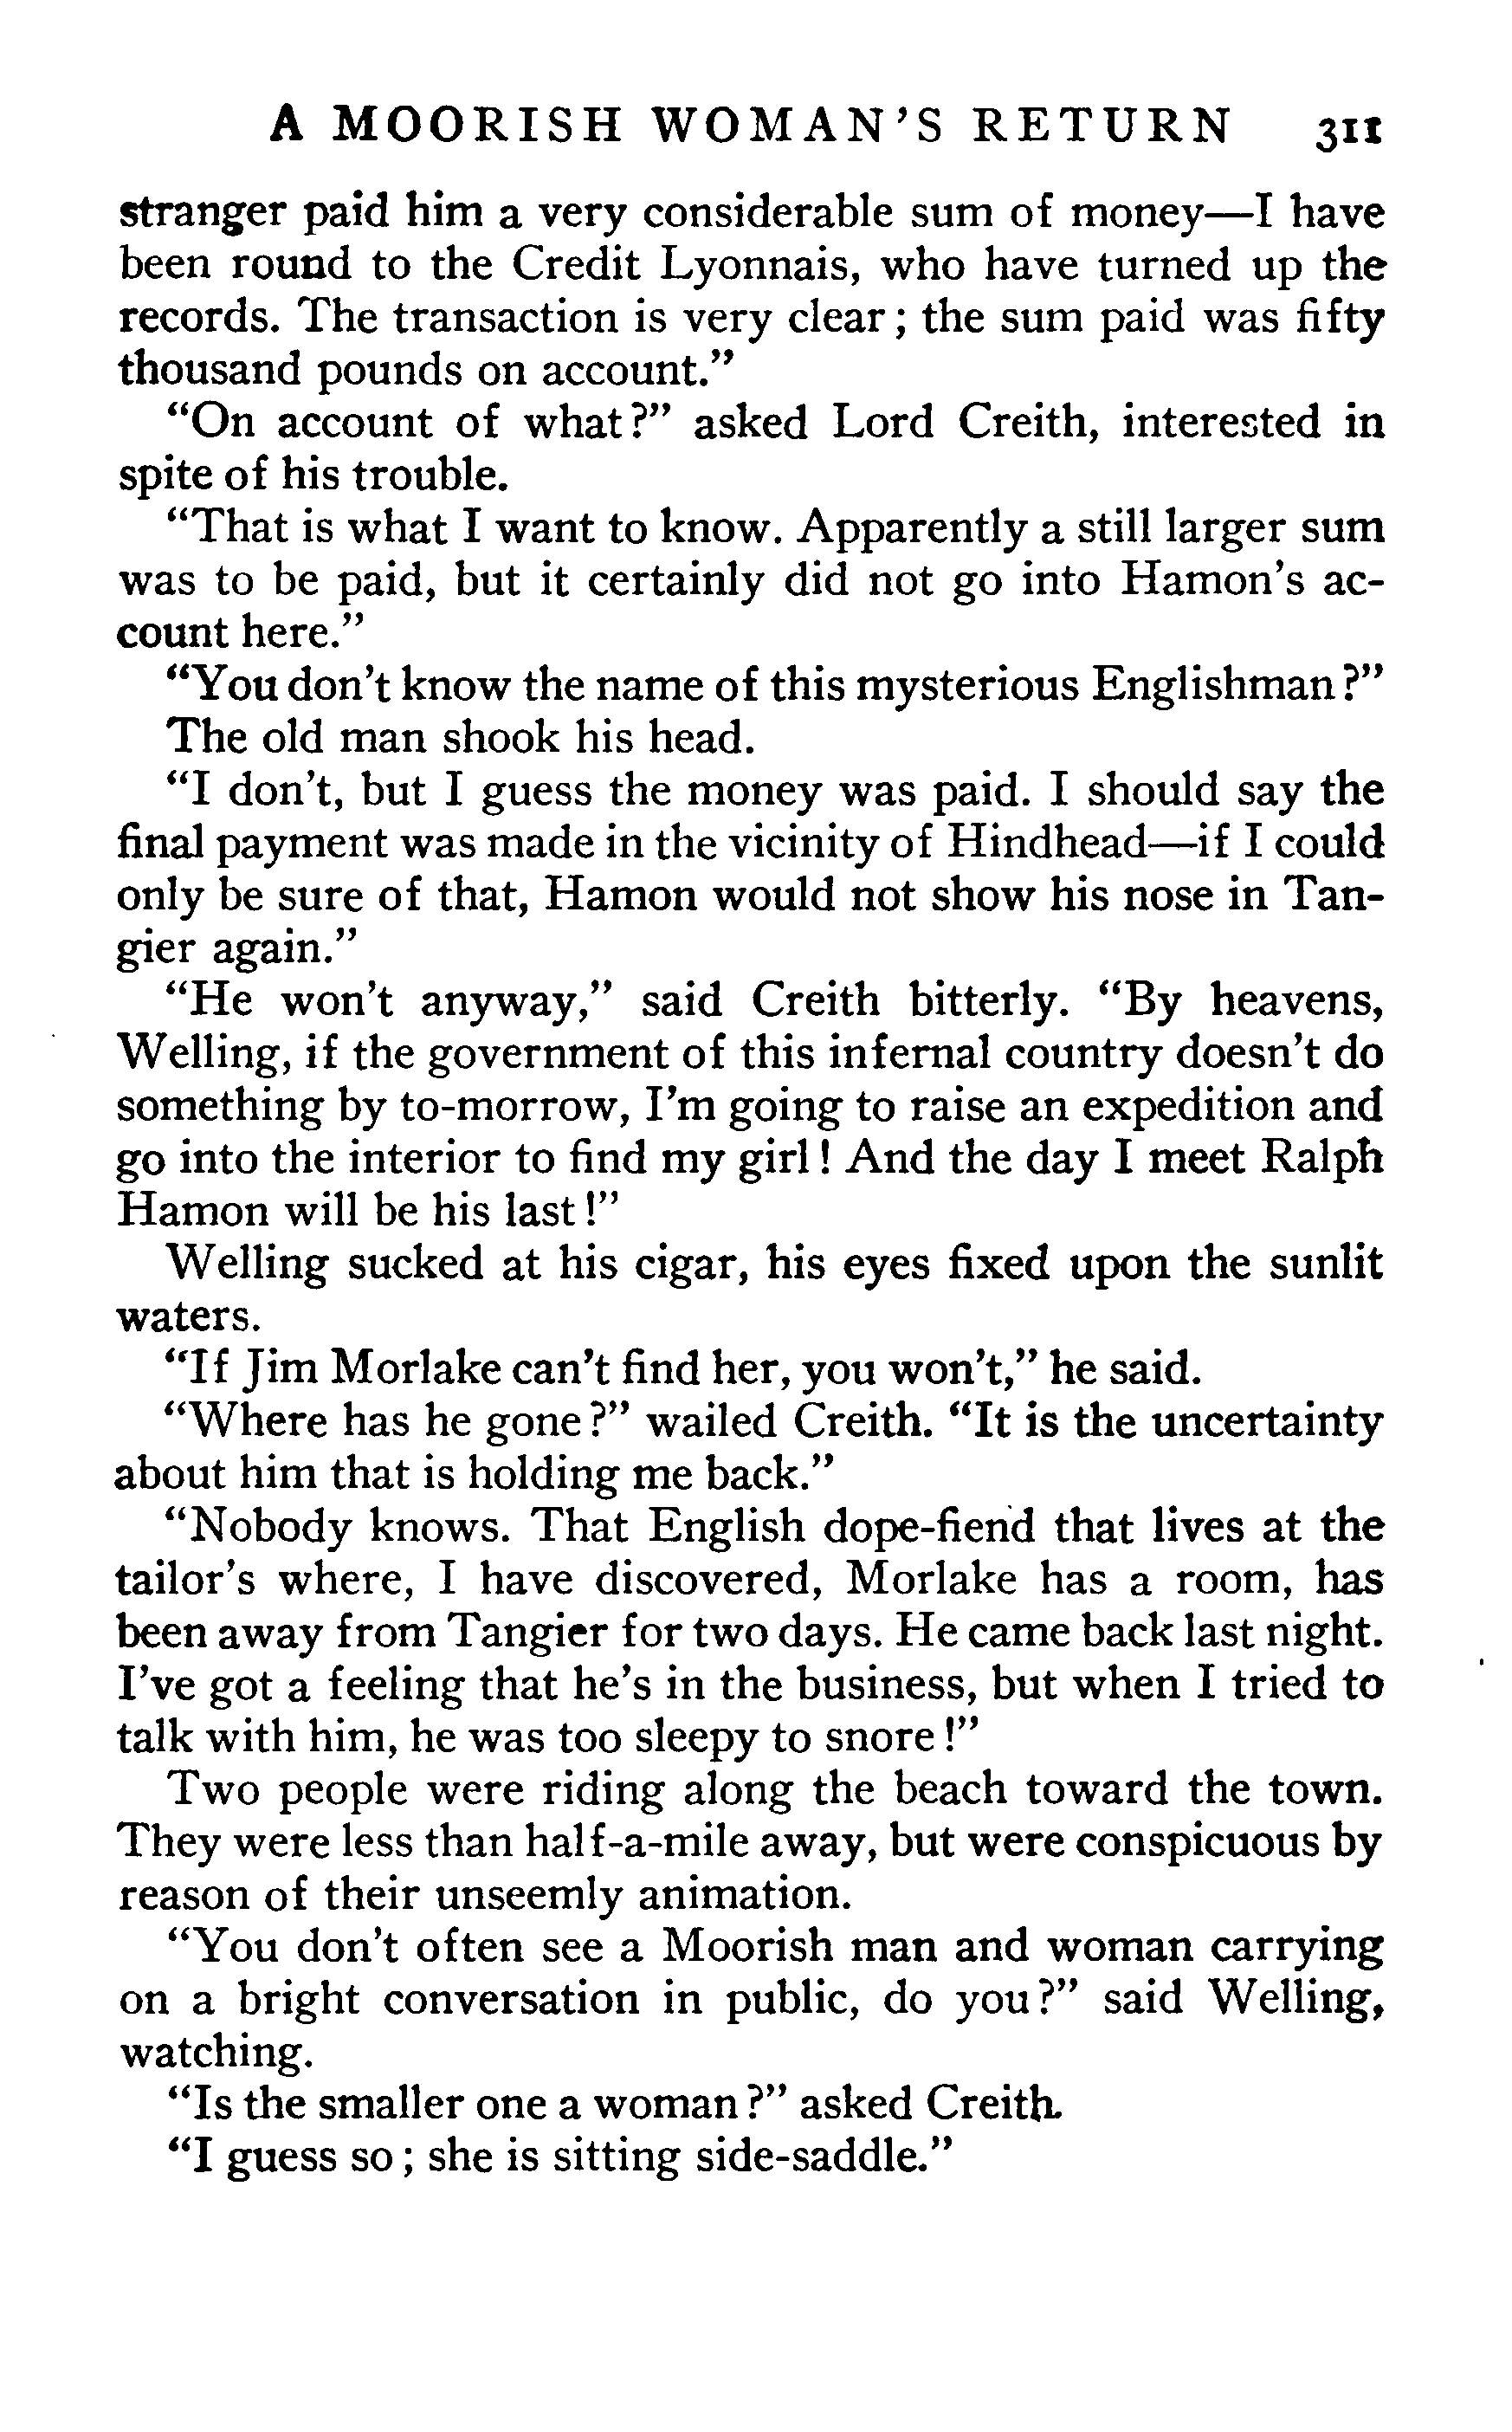 A MOORISH WOMAN'S RETURN 311
stranger paid him a very considerable sum of money—I have
been round to the Credit Lyonnais, who have turned up the
records. The transaction is very clear; the sum paid was fifty
thousand pounds on account."
"On account of what?" asked Lord Creith, interested in
spite of his trouble.
"That is what I want to know. Apparently a still larger sum
was to be paid, but it certainly did not go into Hamon's ac-
count here."
"You don't know the name of this mysterious Englishman?"
The old man shook his head.
"I don't, but I guess the money was paid. I should say the
final payment was made in the vicinity of Hindhead—if I could
only be sure of that, Hamon would not show his nose in Tan-
gier again."
"He won't anyway," said Creith bitterly. "By heavens,
Welling, if the government of this infernal country doesn't do
something by to-morrow, I'm going to raise an expedition and
go into the interior to find my girl! And the day I meet Ralph
Hamon will be his last!"
Welling sucked at his cigar, his eyes fixed upon the sunlit
waters.
"If Jim Morlake can't find her, you won't," he said.
"Where has he gone?" wailed Creith. "It is the uncertainty
about him that is holding me back."
"Nobody knows. That English dope-fiend that lives at the
tailor's where, I have discovered, Morlake has a room, has
been away from Tangier for two days. He came back last night.
I've got a feeling that he's in the business, but when I tried to
talk with him, he was too sleepy to snore!"
Two people were riding along the beach toward the town.
They were less than half-a-mile away, but were conspicuous by
reason of their unseemly animation.
"You don't often see a Moorish man and woman carrying
on a bright conversation in public, do you?" said Welling,
watching.
"Is the smaller one a woman?" asked Creith.
"I guess so; she is sitting side-saddle."